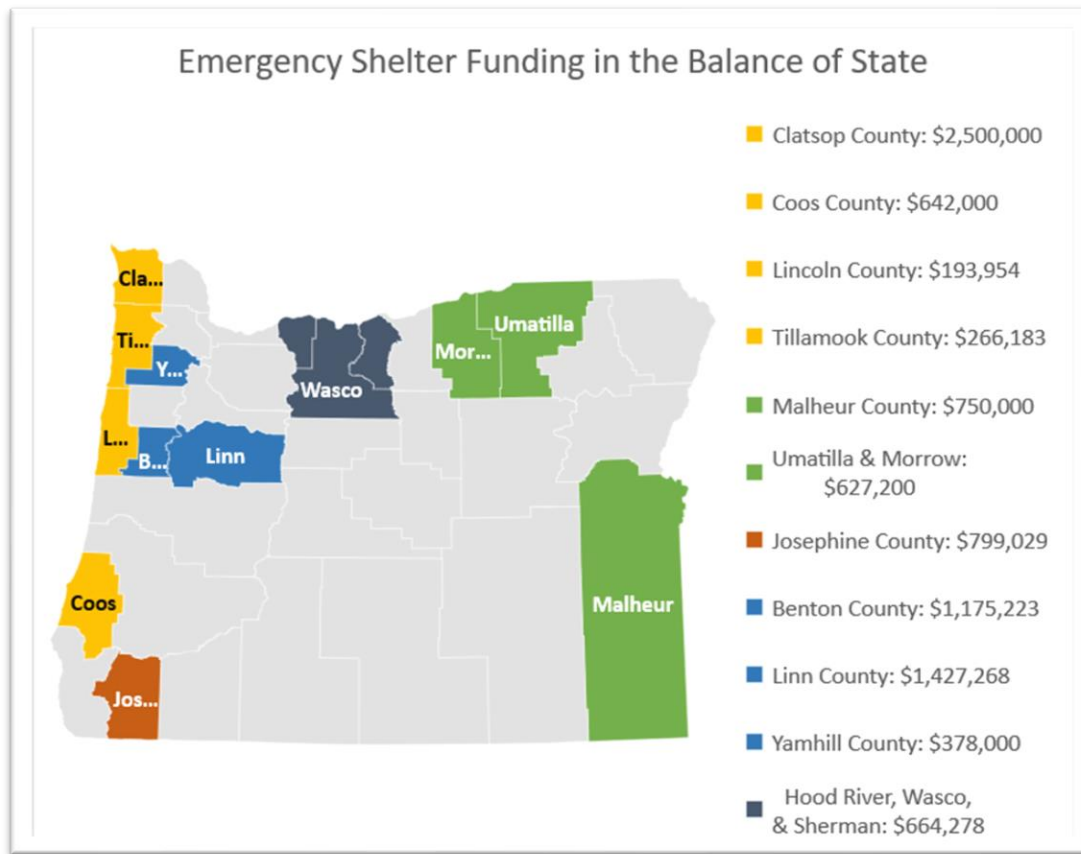 Emergency Shelter Funding in the Balance of State
Clatsop County: $2,500,000
Coos County: $642,000
Lincoln County: $193,954
Tillamook County: $266,183
Malheur County: $750,000
Umatilla & Morrow:
$627,200
Josephine County: $799,029
Benton County: $1,175,223
Linn County: $1,427,268
Yamhill County: $378,000
Hood River, Wasco,
& Sherman: $664,278
Cla...
Ti...
Y...
L...
B...
Linn
Wasco
Mor...
Umatilla
Coos
Jos...
Malheur